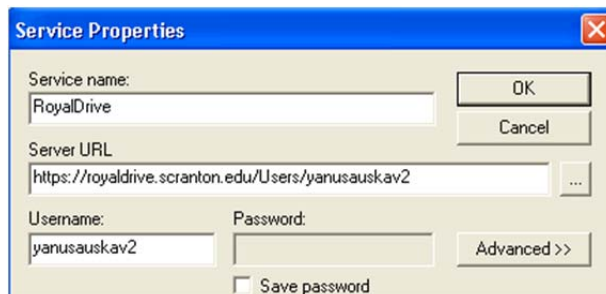 Service Properties
Service name:
RoyalDrive
OK
Cancel
Server URL
https://royaldrive.scranton.edu/Users/yanusauskav2
...
Username:
Password:
yanusauskav2
Advanced >>
Save password